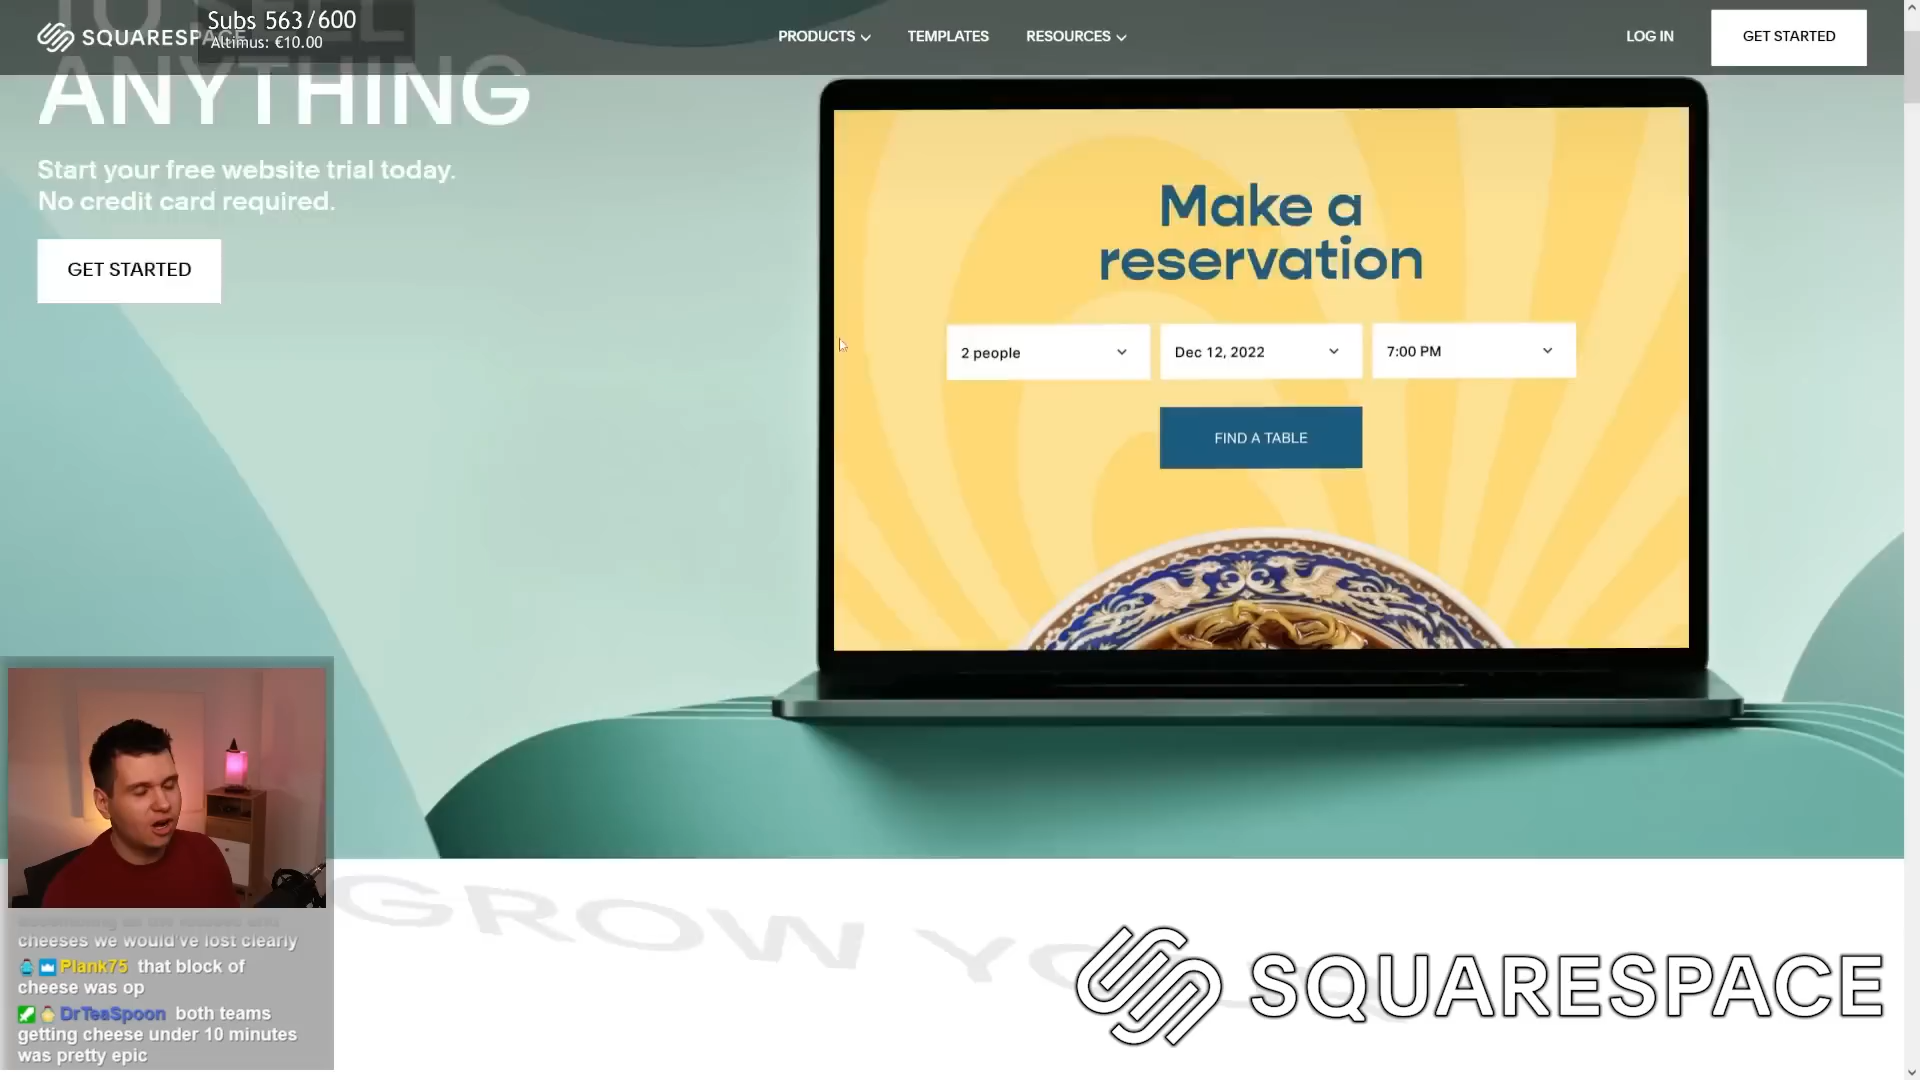 TO SELL
ANYTHING
SQUARESPACE
Subs 563/600
Altimus: €10.00
PRODUCTS
TEMPLATES
RESOURCES
LOG IN
GET STARTED
Start your free website trial today.
No credit card required.
GET STARTED
Make a
reservation
2 people
Dec 12, 2022
7:00 PM
FIND A TABLE
cheeses we would've lost clearly
Plank75 that block of
cheese was op
DrTeaSpoon both teams
getting cheese under 10 minutes
was pretty epic
GROW YOUR
SQUARESPACE